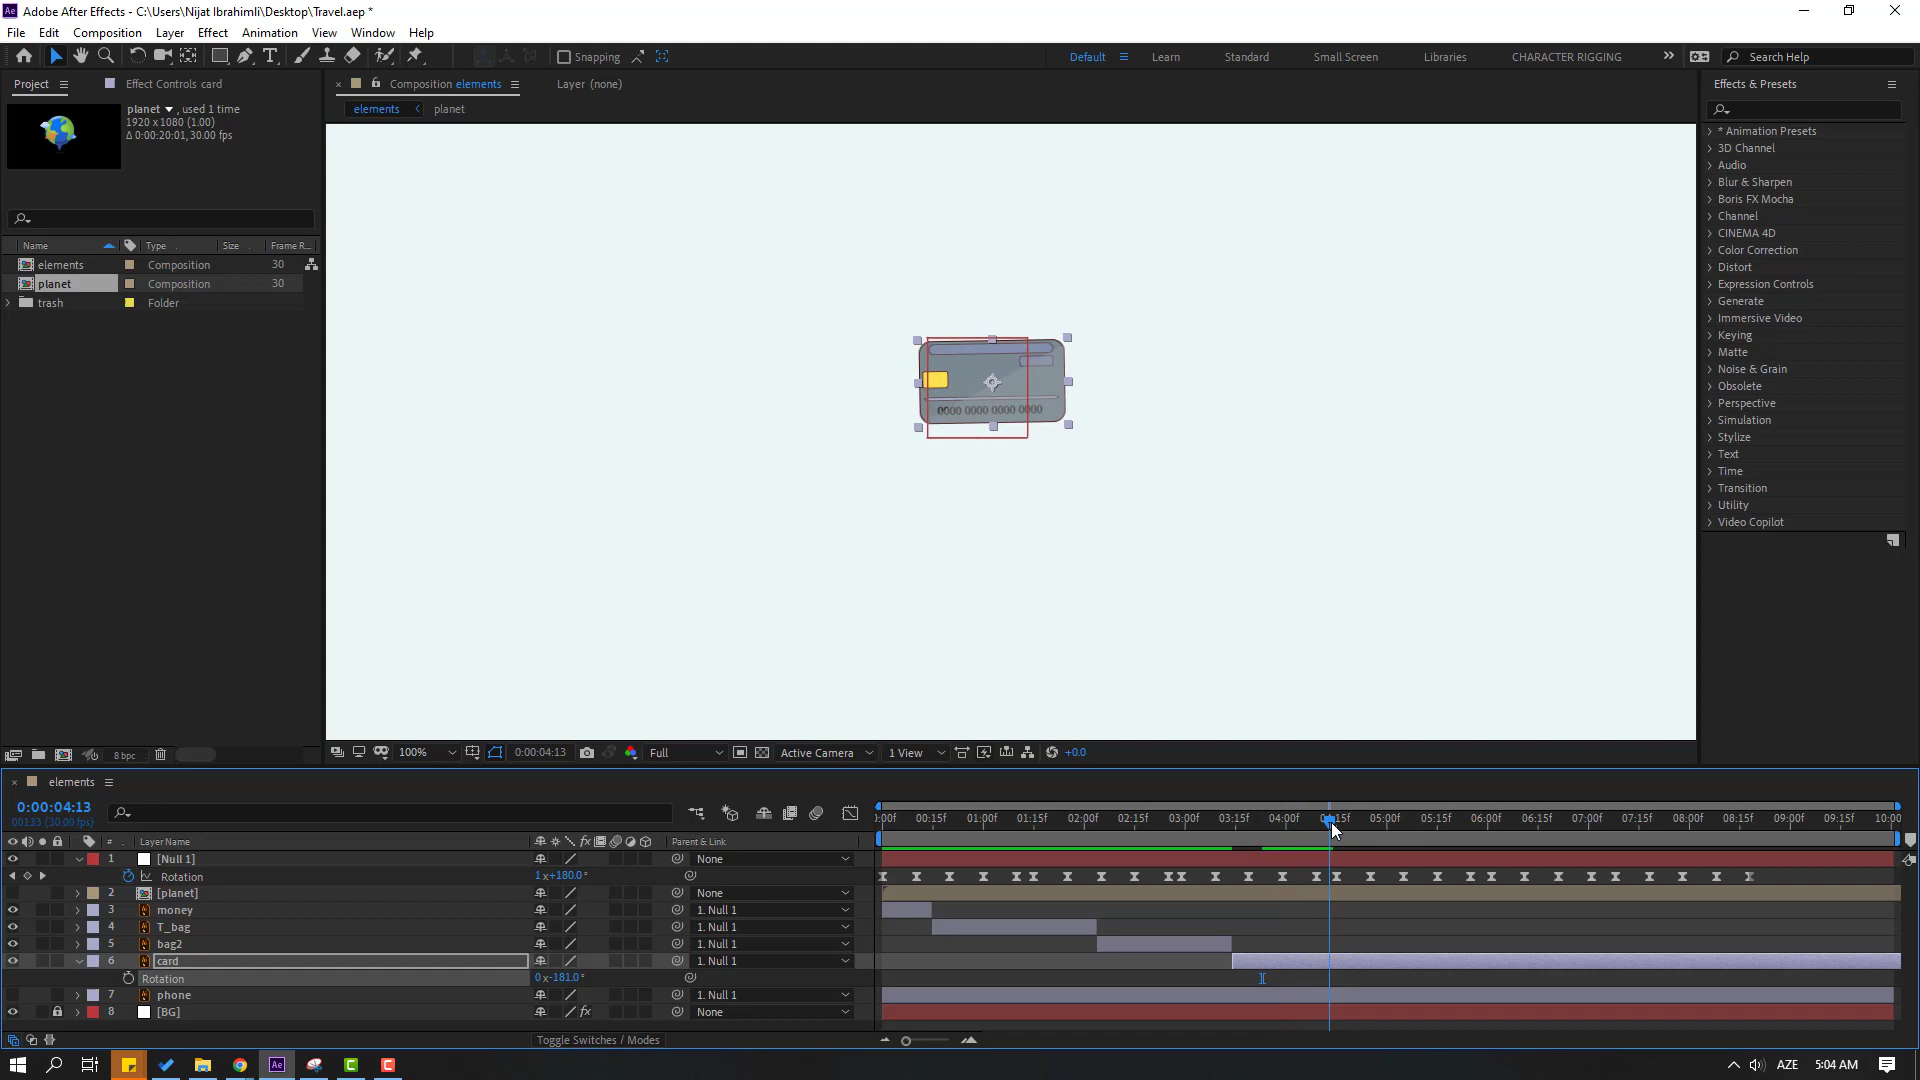 Adobe After Effects - C:\Users\Nijat Ibrahimli\Desktop\Travel.aep *
File Edit Composition Layer Effect Animation View Window Help
Snapping Default Learn Standard Small Screen Libraries CHARACTER RIGGING Search Help
Project Effect Controls card
planet , used 1 time
1920 x 1080 (1.00)
Δ 0:00:20:01, 30.00 fps
Name Type Size Frame R...
elements Composition 30
planet Composition 30
trash Folder
8 bpc
Composition elements Layer (none)
elements planet
0000 0000 0000 0000
100% 0:00:04:13 Full Active Camera 1 View +0.0
Effects & Presets
* Animation Presets
3D Channel
Audio
Blur & Sharpen
Boris FX Mocha
Channel
CINEMA 4D
Color Correction
Distort
Expression Controls
Generate
Immersive Video
Keying
Matte
Noise & Grain
Obsolete
Perspective
Simulation
Stylize
Text
Time
Transition
Utility
Video Copilot
elements
0:00:04:13
00133 (30.00 fps)
:00f 00:15f 01:00f 01:15f 02:00f 02:15f 03:00f 03:15f 04:00f 05:00f 05:15f 06:00f 06:15f 07:00f 07:15f 08:00f 08:15f 09:00f 09:15f 10:00
# Layer Name Parent & Link
1 [Null 1] None
Rotation 1x+180.0°
2 [planet] None
3 money 1. Null 1
4 T_bag 1. Null 1
5 bag2 1. Null 1
6 card 1. Null 1
Rotation 0x-181.0°
7 phone 1. Null 1
8 [BG] fx None
Toggle Switches / Modes
Ae AZE 5:04 AM